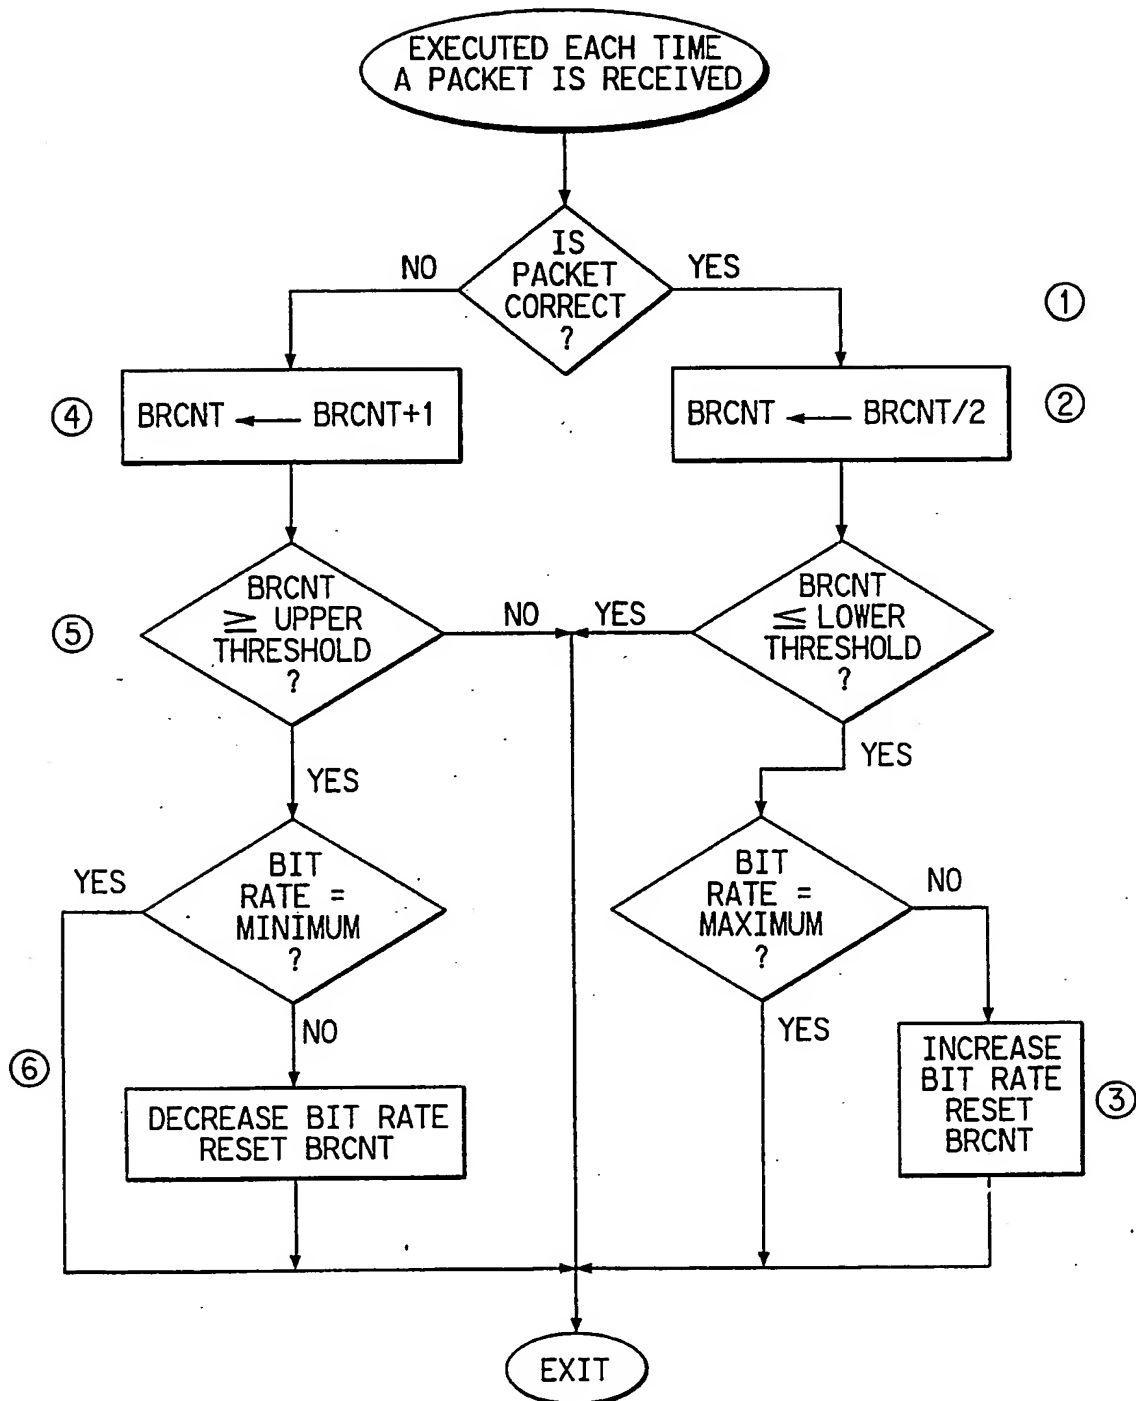 EXECUTED EACH TIME
A PACKET IS RECEIVED
IS
PACKET
CORRECT
?
NO
YES
①
④
BRCNT ← BRCNT+1
BRCNT ← BRCNT/2
②
⑤
BRCNT
≥ UPPER
THRESHOLD
?
NO
YES
BRCNT
≤ LOWER
THRESHOLD
?
YES
YES
BIT
RATE =
MINIMUM
?
YES
BIT
RATE =
MAXIMUM
?
NO
NO
YES
⑥
DECREASE BIT RATE
RESET BRCNT
INCREASE
BIT RATE
RESET
BRCNT
③
EXIT